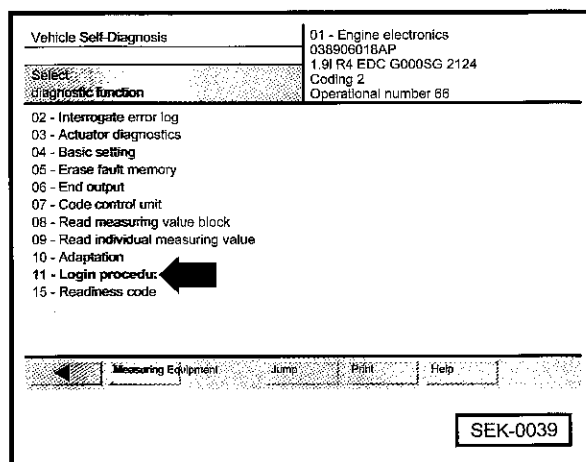 Vehicle Self-Diagnosis
01 - Engine electronics
038906018AP
1.9l R4 EDC G000SG 2124
Coding 2
Operational number 66
Select
diagnostic function
02 - Interrogate error log
03 - Actuator diagnostics
04 - Basic setting
05 - Erase fault memory
06 - End output
07 - Code control unit
08 - Read measuring value block
09 - Read individual measuring value
10 - Adaptation
11 - Login procedu
15 - Readiness code
Measuring Equipment
Jump
Print
Help
SEK-0039